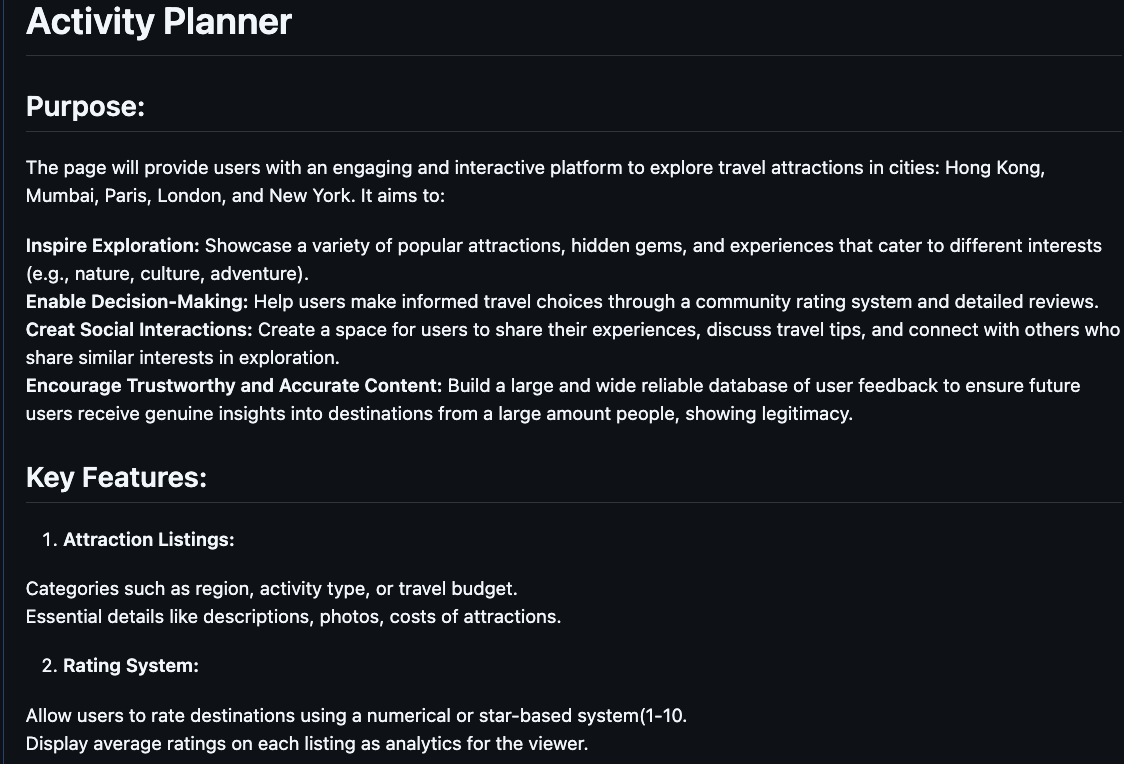 Activity Planner
Purpose:
The page will provide users with an engaging and interactive platform to explore travel attractions in cities: Hong Kong,
Mumbai, Paris, London, and New York. It aims to:
Inspire Exploration: Showcase a variety of popular attractions, hidden gems, and experiences that cater to different interests
(e.g., nature, culture, adventure).
Enable Decision-Making: Help users make informed travel choices through a community rating system and detailed reviews.
Creat Social Interactions: Create a space for users to share their experiences, discuss travel tips, and connect with others who
share similar interests in exploration.
Encourage Trustworthy and Accurate Content: Build a large and wide reliable database of user feedback to ensure future
users receive genuine insights into destinations from a large amount people, showing legitimacy.
Key Features:
1. Attraction Listings:
Categories such as region, activity type, or travel budget.
Essential details like descriptions, photos, costs of attractions.
2. Rating System:
Allow users to rate destinations using a numerical or star-based system(1-10.
Display average ratings on each listing as analytics for the viewer.